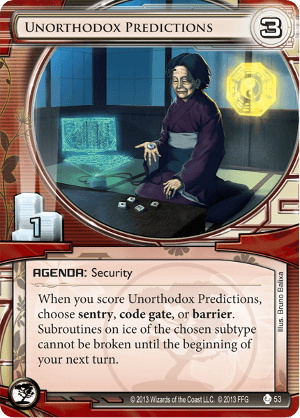 Unorthodox Predictions
3
1
AGENDA: Security
When you score Unorthodox Predictions,
choose sentry, code gate, or barrier.
Subroutines on ice of the chosen subtype
cannot be broken until the beginning of
your next turn.
Illus. Bruno Balixa
© 2013 Wizards of the Coast LLC. © 2013 FFG
53